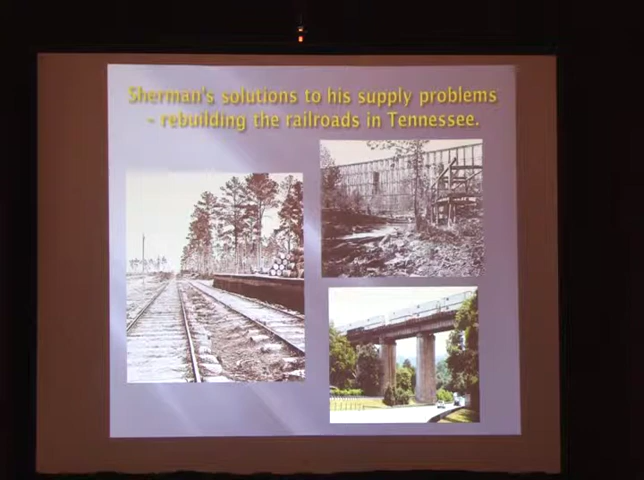 Sherman's solutions to his supply problems
- rebuilding the railroads in Tennessee.